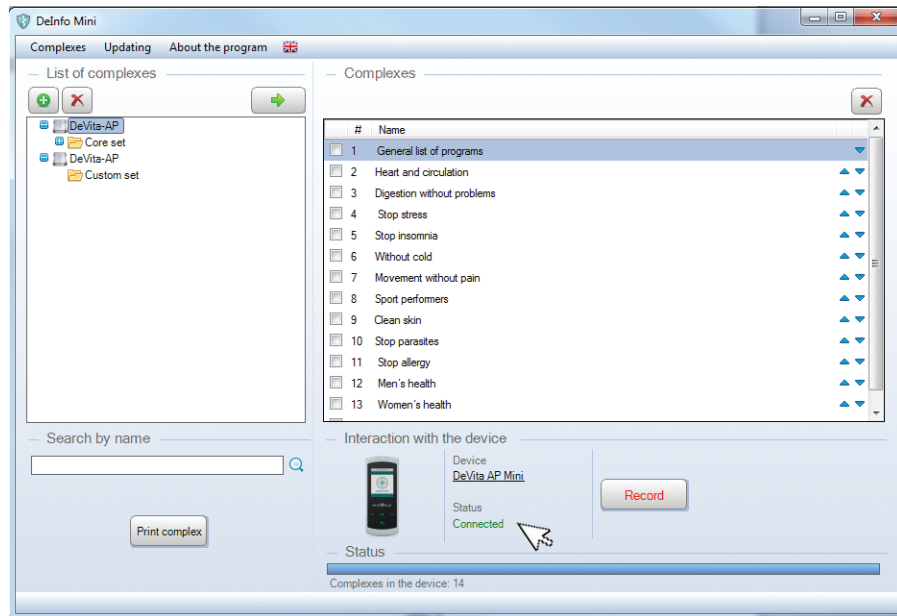 DeInfo Mini
Complexes Updating About the program
List of complexes
DeVita-AP
Core set
DeVita-AP
Custom set
Search by name
Print complex
Complexes
# Name
1 General list of programs
2 Heart and circulation
3 Digestion without problems
4 Stop stress
5 Stop insomnia
6 Without cold
7 Movement without pain
8 Sport performers
9 Clean skin
10 Stop parasites
11 Stop allergy
12 Men´s health
13 Women´s health
Interaction with the device
Device
DeVita AP Mini
Status
Connected
Record
Status
Complexes in the device: 14